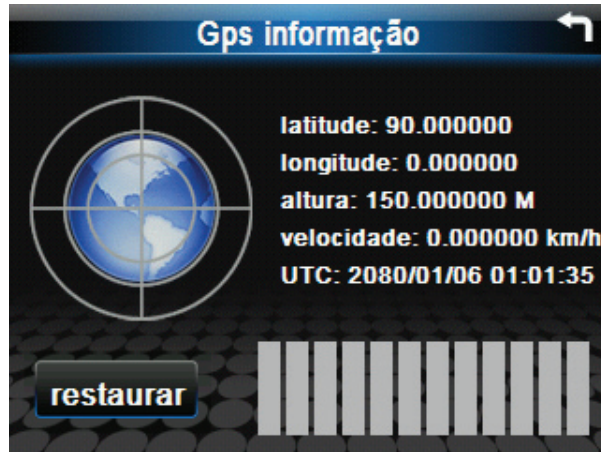 Gps informação
latitude: 90.000000
longitude: 0.000000
altura: 150.000000 M
velocidade: 0.000000 km/h
UTC: 2080/01/06 01:01:35
restaurar